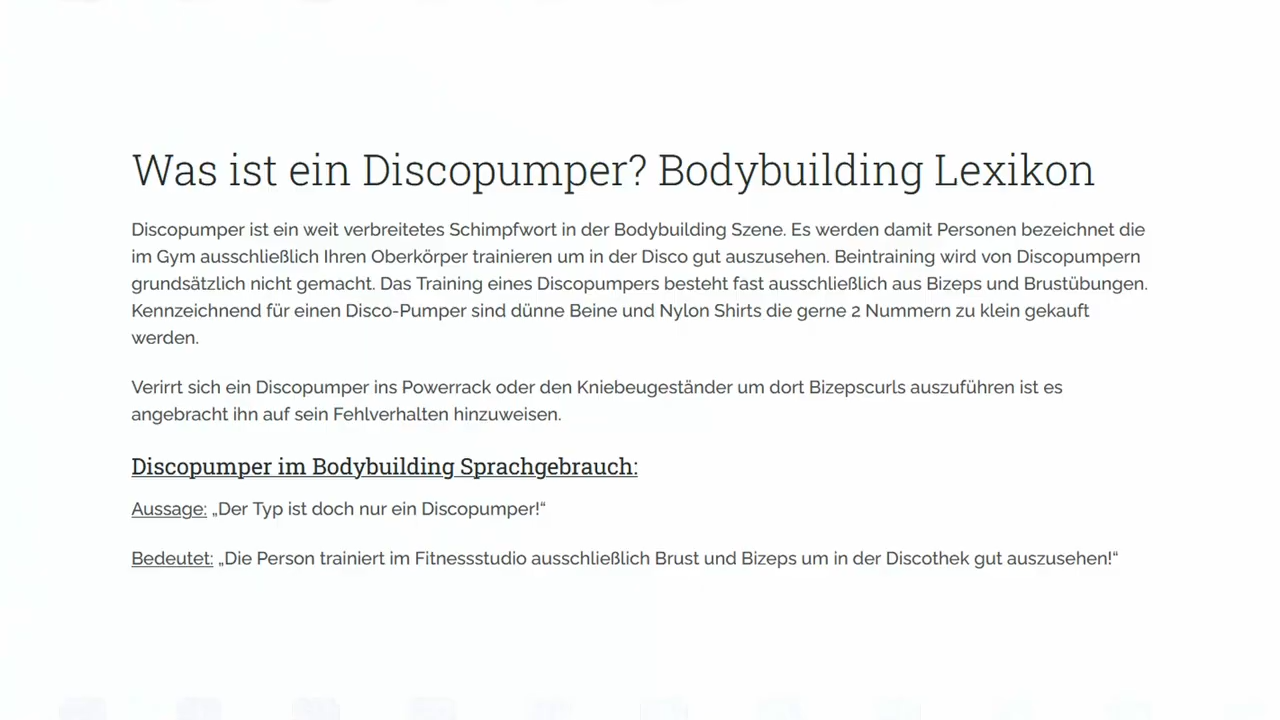 Was ist ein Discopumper? Bodybuilding Lexikon
Discopumper ist ein weit verbreitetes Schimpfwort in der Bodybuilding Szene. Es werden damit Personen bezeichnet die
im Gym ausschließlich Ihren Oberkörper trainieren um in der Disco gut auszusehen. Beintraining wird von Discopumpern
grundsätzlich nicht gemacht. Das Training eines Discopumpers besteht fast ausschließlich aus Bizeps und Brustübungen.
Kennzeichnend für einen Disco-Pumper sind dünne Beine und Nylon Shirts die gerne 2 Nummern zu klein gekauft
werden.
Verirrt sich ein Discopumper ins Powerrack oder den Kniebeugeständer um dort Bizepscurls auszuführen ist es
angebracht ihn auf sein Fehlverhalten hinzuweisen.
Discopumper im Bodybuilding Sprachgebrauch:
Aussage: „Der Typ ist doch nur ein Discopumper!“
Bedeutet: „Die Person trainiert im Fitnessstudio ausschließlich Brust und Bizeps um in der Discothek gut auszusehen!“